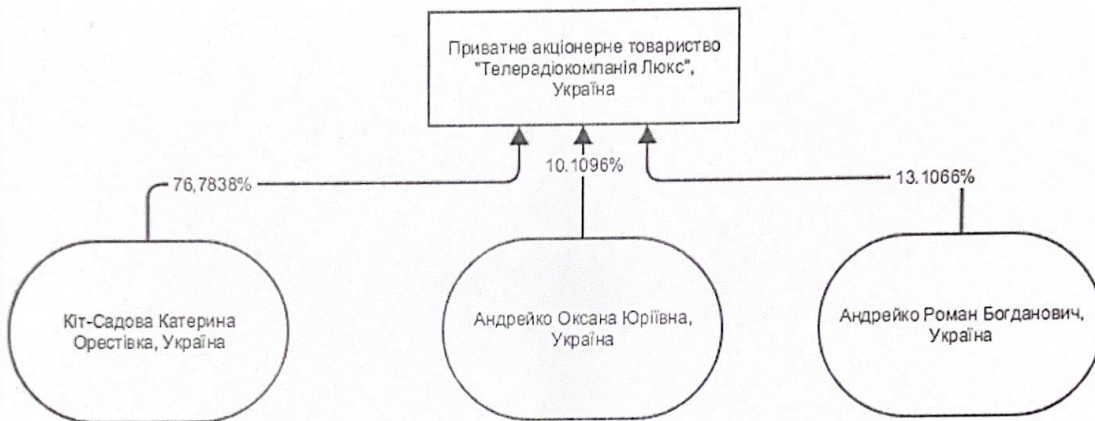 Приватне акціонерне товариство
"Телерадіокомпанія Люкс",
Україна
76,7838%
10.1096%
13.1066%
Кіт-Садова Катерина
Орестівка, Україна
Андрейко Оксана Юріївна,
Україна
Андрейко Роман Богданович,
Україна